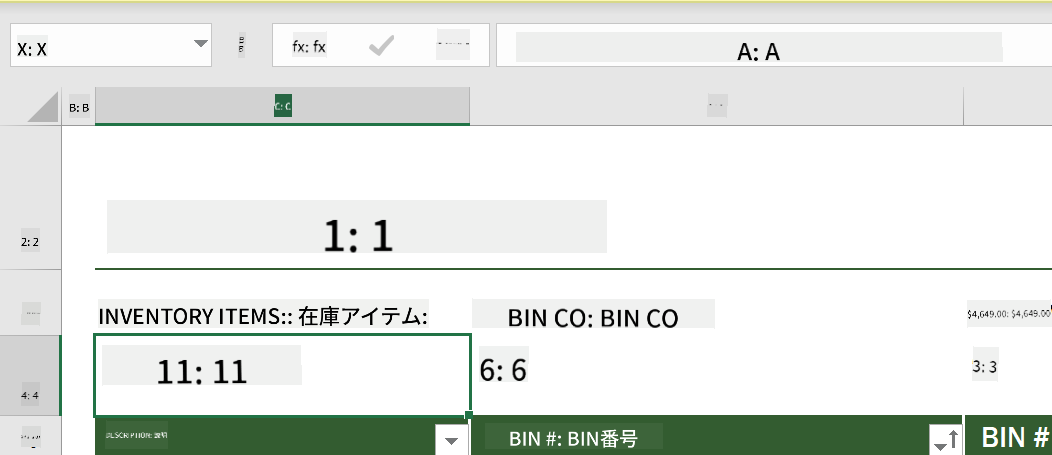 X: X
fx: fx
A: A
B: B
C: C
2: 2
1: 1
INVENTORY ITEMS:: 在庫アイテム:
BIN CO: BIN CO
$4,649.00: $4,649.00
4: 4
11: 11
6: 6
3: 3
DESCRIPTION: 説明
BIN #: BIN番号
BIN #